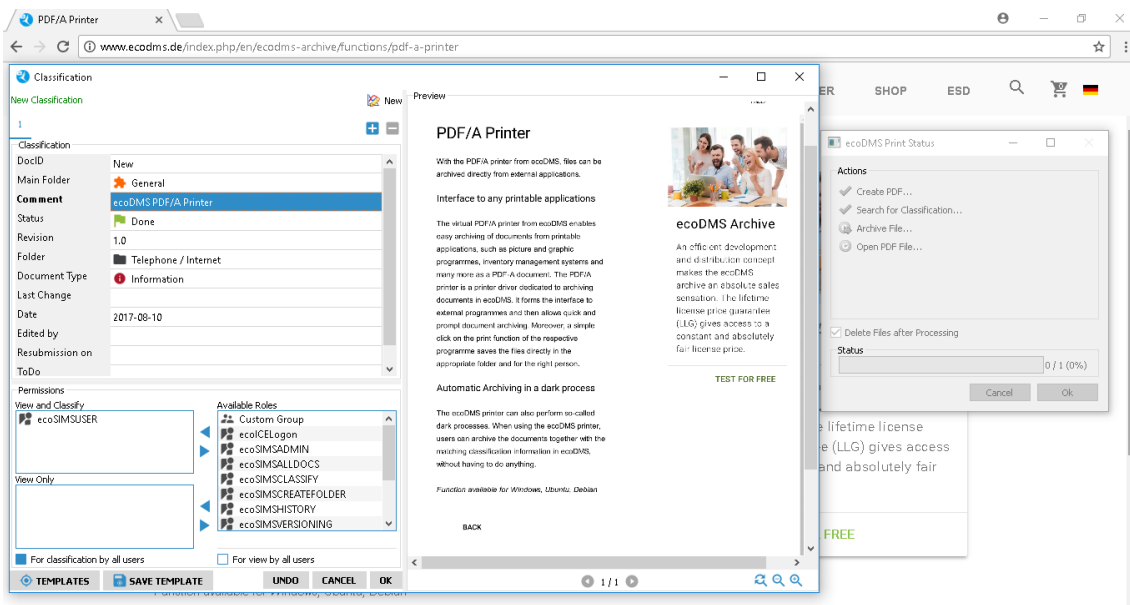 PDF/A Printer
www.ecodms.de/index.php/en/ecodms-archive/functions/pdf-a-printer
SHOP
ESD
0
Classification
New Classification
New
1
Classification
DocID
New
Main Folder
General
Comment
ecoDMS PDF/A Printer
Status
Done
Revision
1.0
Folder
Telephone / Internet
Document Type
Information
Last Change
Date
2017-08-10
Edited by
Resubmission on
ToDo
Permissions
View and Classify
ecoSIMSUSER
View Only
Available Roles
Custom Group
ecoICELogon
ecoSIMSADMIN
ecoSIMSALLDOCS
ecoSIMSCLASSIFY
ecoSIMSCREATEFOLDER
ecoSIMSHISTORY
ecoSIMSVERSIONING
For classification by all users
For view by all users
TEMPLATES
SAVE TEMPLATE
UNDO
CANCEL
OK
Preview
PDF/A Printer
With the PDF/A printer from ecoDMS, files can be
archived directly from external applications.
Interface to any printable applications
The virtual PDF/A printer from ecoDMS enables
easy archiving of documents from printable
applications, such as picture and graphic
programmes, inventory management systems and
many more as a PDF-A document. The PDF/A
printer is a printer driver dedicated to archiving
documents in ecoDMS. It forms the interface to
external programmes and then allows quick and
prompt document archiving. Moreover, a simple
click on the print function of the respective
programme saves the files directly in the
appropriate folder and for the right person.
Automatic Archiving in a dark process
The ecoDMS printer can also perform so-called
dark processes. When using the ecoDMS printer,
users can archive the documents together with the
matching classification information in ecoDMS,
without having to do anything.
Function available for Windows, Ubuntu, Debian
BACK
ecoDMS Archive
An efficient development
and distribution concept
makes the ecoDMS
archive an absolute sales
sensation. The lifetime
license price guarantee
(LLG) gives access to a
constant and absolutely
fair license price.
TEST FOR FREE
1/1
ecoDMS Print Status
Actions
Create PDF...
Search for Classification...
Archive File...
Open PDF File...
Delete Files after Processing
Status
0 / 1 (0%)
Cancel
Ok
lifetime license
(LLG) gives access
and absolutely fair
FREE
Function available for Windows, Ubuntu, Debian